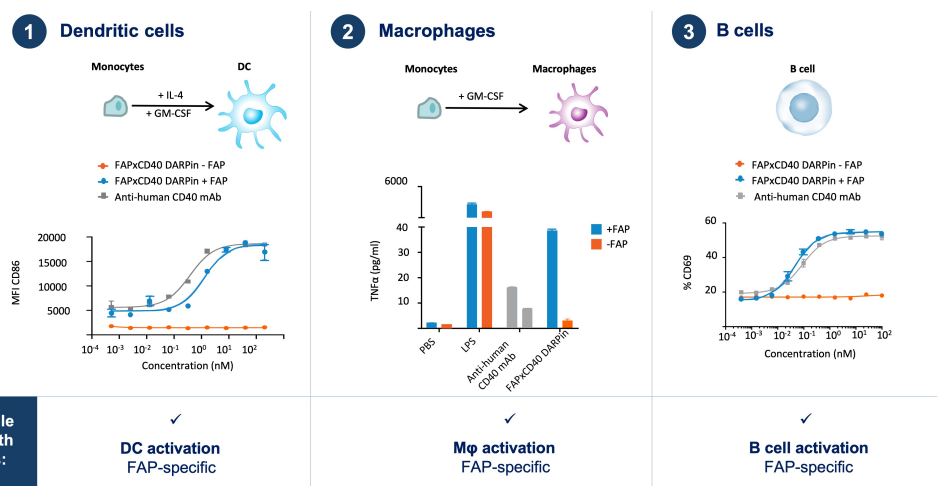 1 Dendritic cells
Monocytes
DC
+ IL-4
+ GM-CSF
FAPxCD40 DARPin - FAP
FAPxCD40 DARPin + FAP
Anti-human CD40 mAb
MFI CD86
20000
15000
10000
5000
10-4 10-3 10-2 10-1 100 101 102
Concentration (nM)
2 Macrophages
Monocytes
Macrophages
+ GM-CSF
6000
40
30
20
10
TNFα (pg/ml)
+FAP
-FAP
PBS
LPS
Anti-human
CD40 mAb
FAPxCD40 DARPin
3 B cells
B cell
FAPxCD40 DARPin - FAP
FAPxCD40 DARPin + FAP
Anti-human CD40 mAb
% CD69
60
40
20
10-4 10-3 10-2 10-1 100 101 102
Concentration (nM)
le
th
:
✓
DC activation
FAP-specific
✓
Mφ activation
FAP-specific
✓
B cell activation
FAP-specific